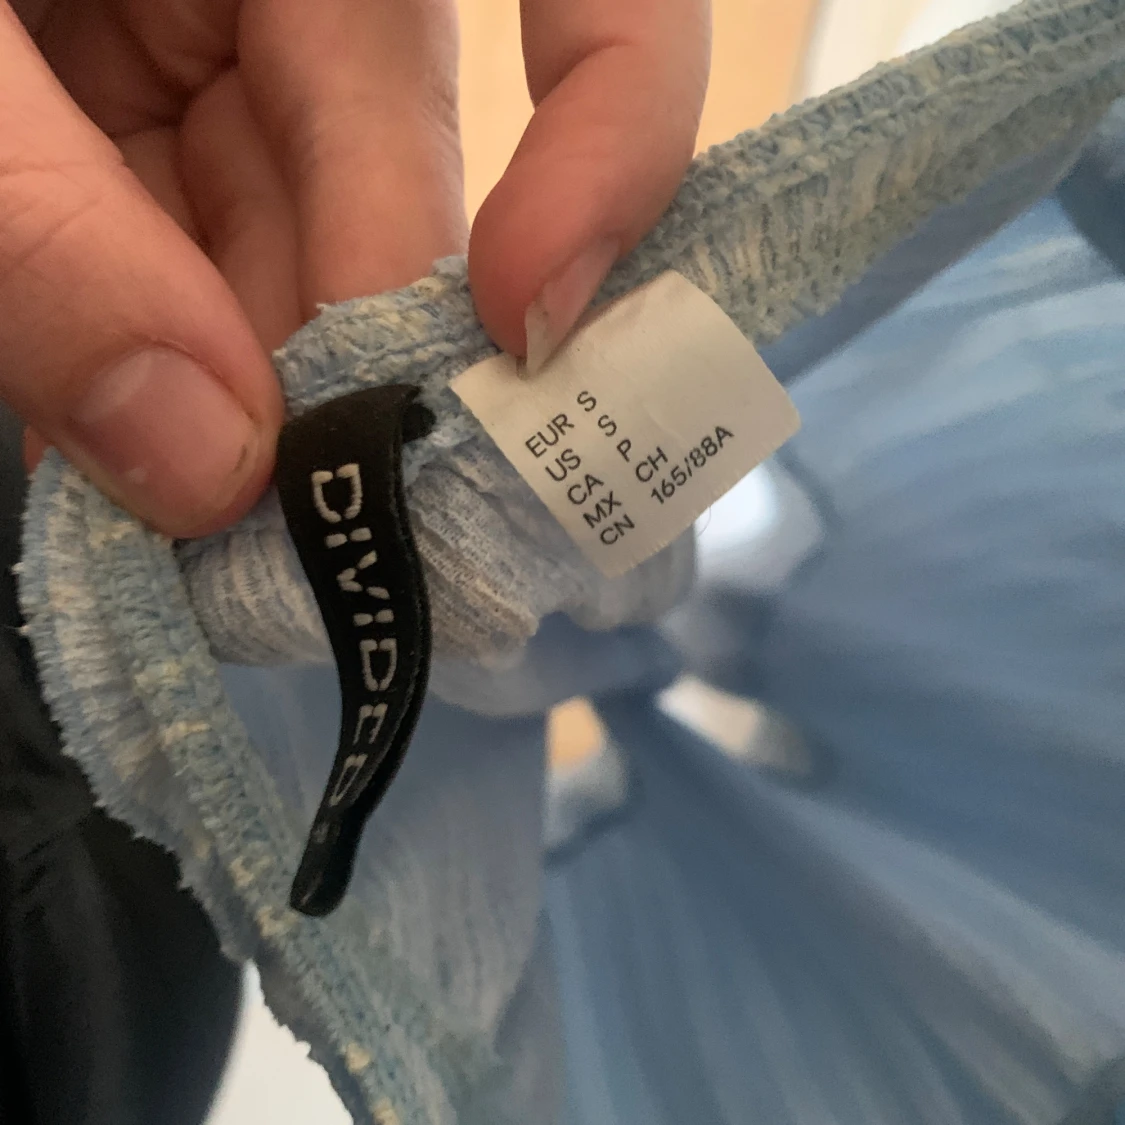 DIVIDED
EUR S
US S
CA P
MX CH
CN 165/88A